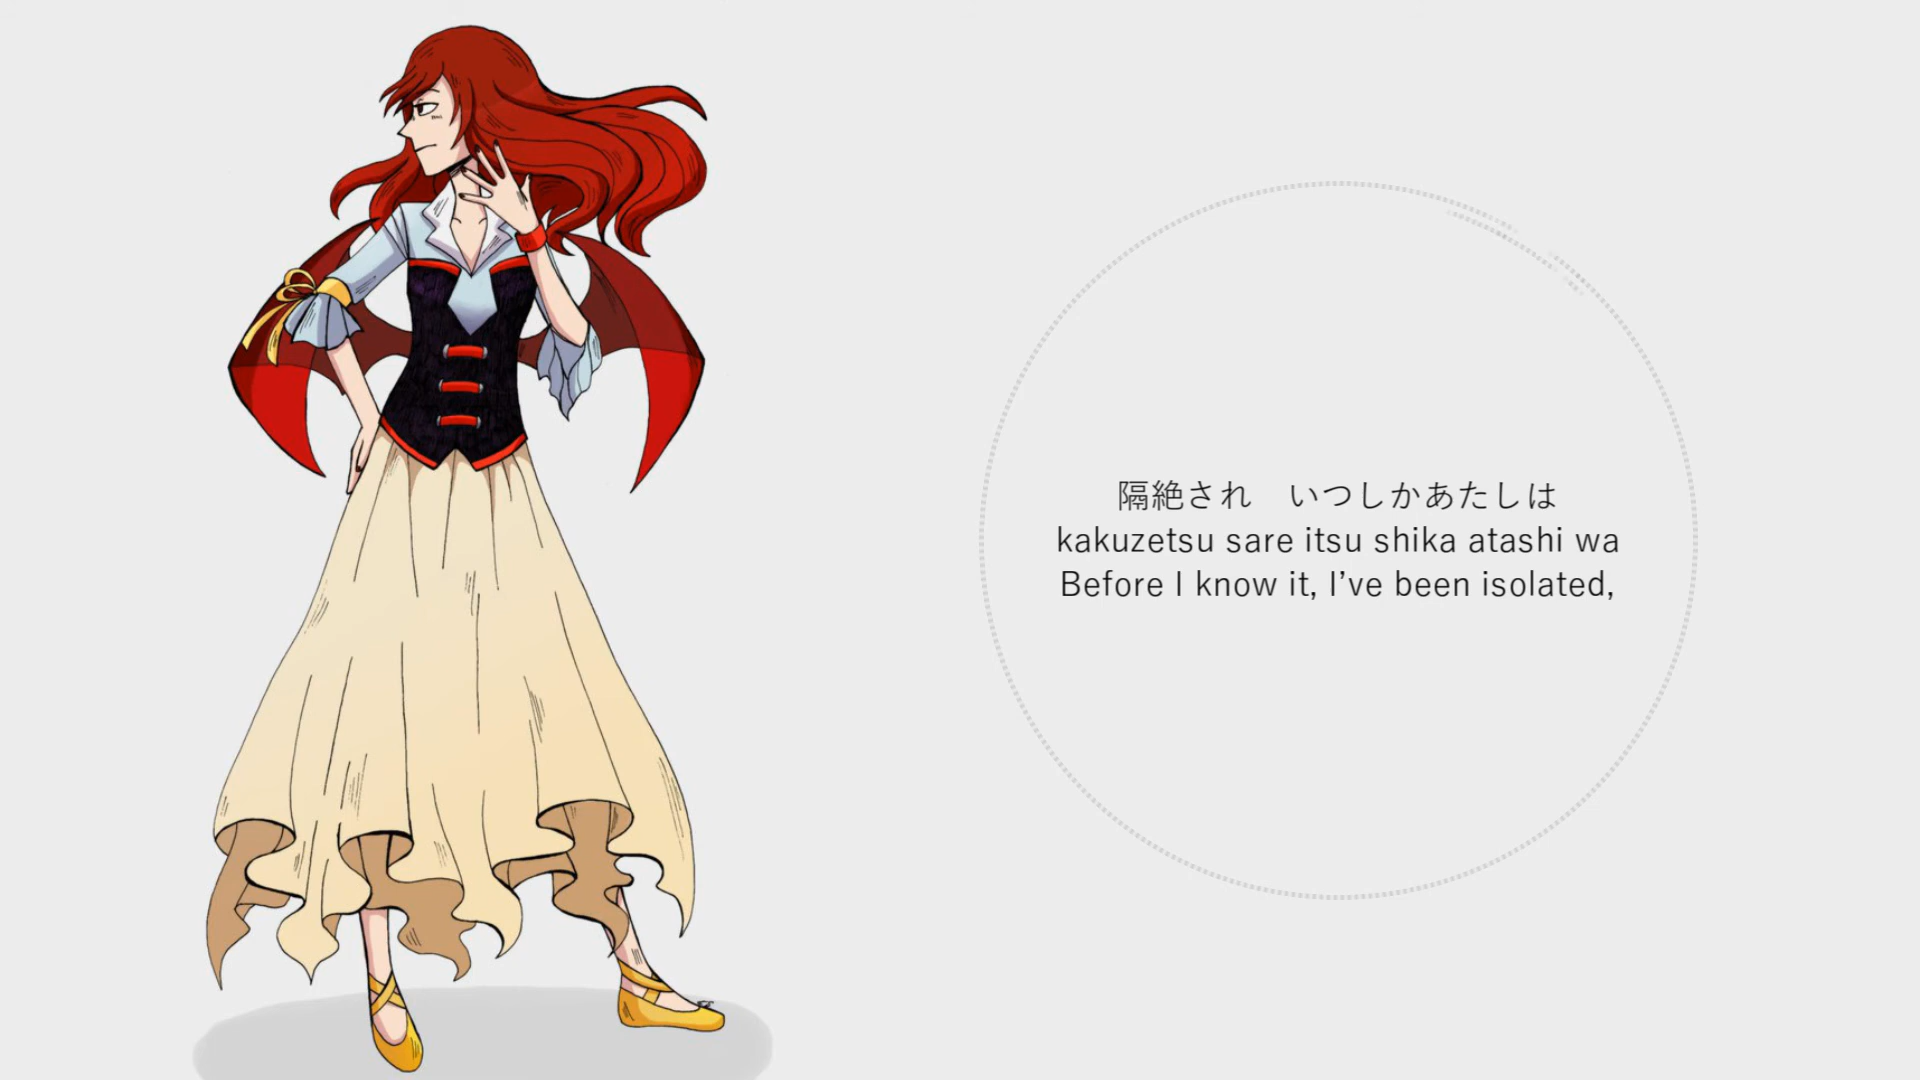 隔絶され　いつしかあたしは
kakuzetsu sare itsu shika atashi wa
Before I know it, I’ve been isolated,